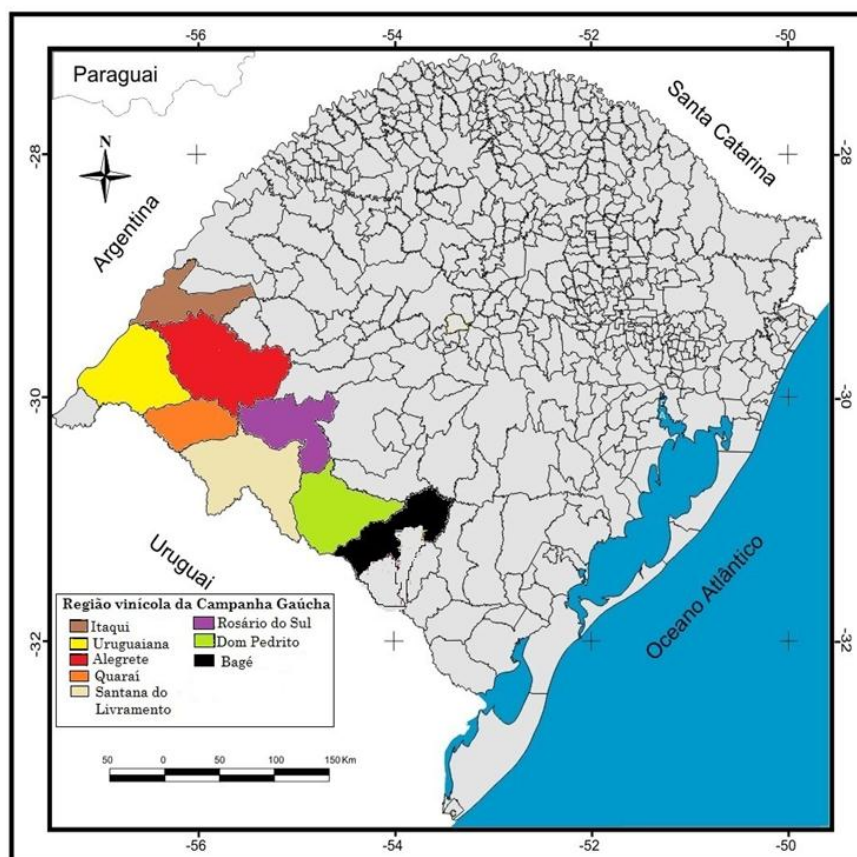 -56 -54 -52 -50
Paraguai
Santa Catarina
N
-28 -28
Argentina
-30 -30
Uruguai
Oceano Atlântico
Região vinícola da Campanha Gaúcha
Itaqui
Uruguaiana
Alegrete
Quaraí
Santana do
Livramento
Rosário do Sul
Dom Pedrito
Bagé
-32 -32
50 0 50 100 150 Km
-56 -54 -52 -50